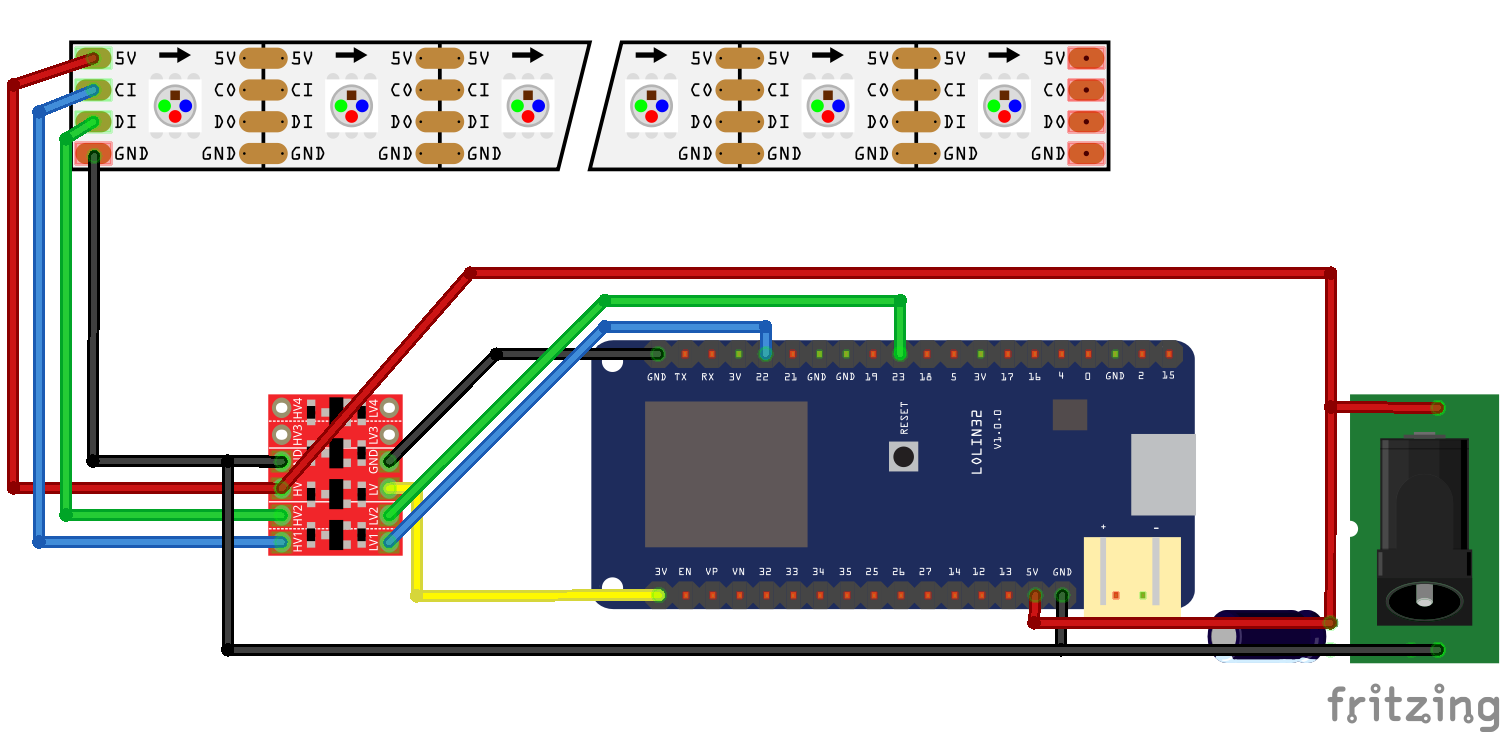 5V 5V 5V 5V 5V 5V 5V 5V 5V 5V
CI CO CI CO CI CO CI CO CI CO
DI DO DI DO DI DO DI DO DI DO
GND GND GND GND GND GND GND GND GND GND
GND TX RX 3V 22 21 GND GND 19 23 18 5 3V 17 16 4 0 GND 2 15
HV4 LV4
HV3 LV3
GND
HV LV
HV2 LV2
HV1 LV1
RESET
LOLIN32
V1.0.0
+ -
3V EN VP VN 32 33 34 35 25 26 27 14 12 13 5V GND
fritzing